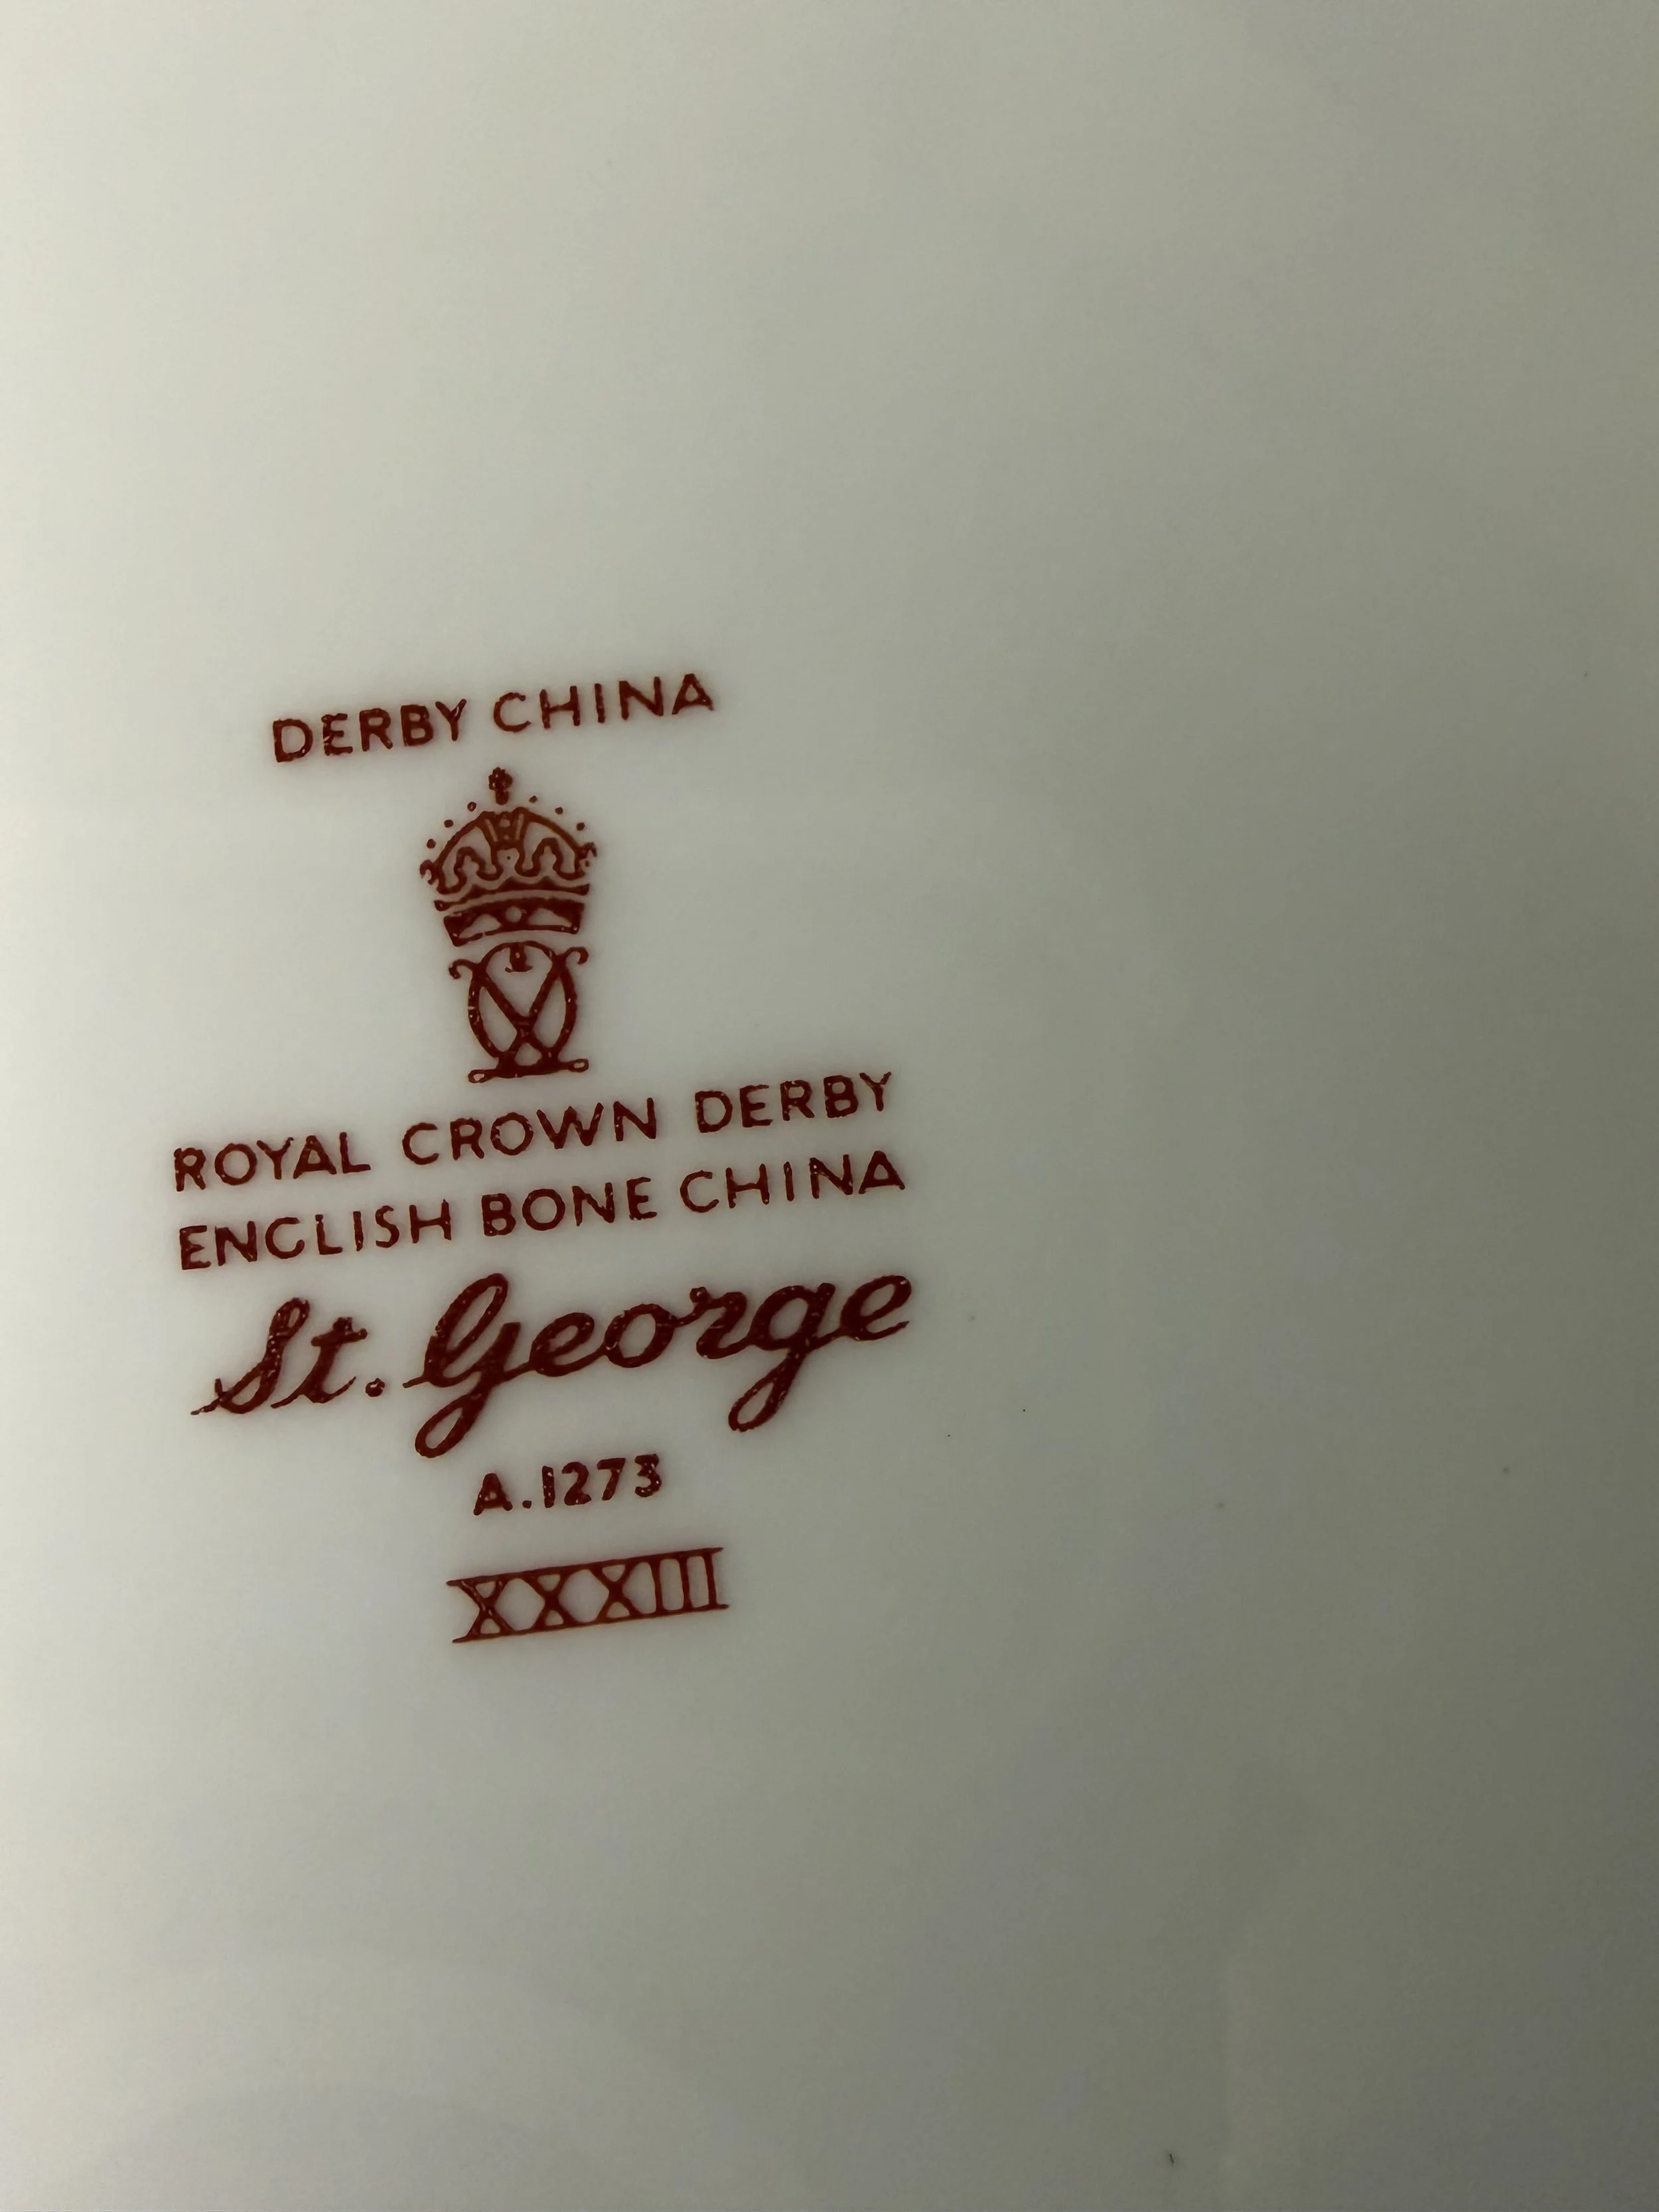 DERBY CHINA
ROYAL CROWN DERBY
ENGLISH BONE CHINA
St. George
A.1273
XXXIII